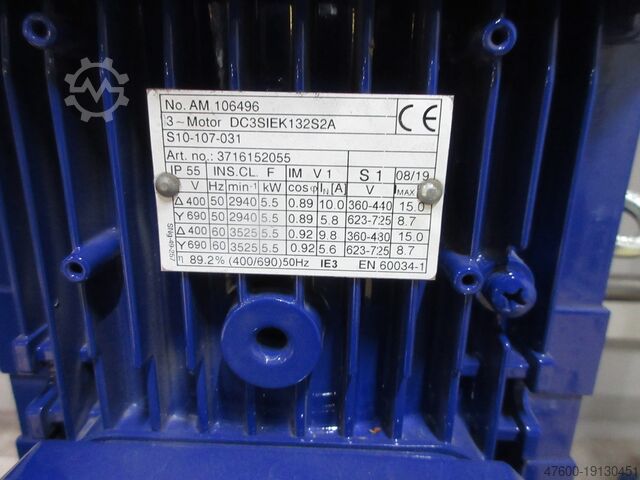 No. AM 106496
3 ~ Motor DC3SIEK132S2A
S10-107-031
CE
Art. no.: 3716152055
IP 55 INS.CL. F IM V 1 S 1 08/19
V Hz min-1 kW cosφ IN [A] V MAX
Δ 400 50 2940 5.5 0.89 10.0 360-440 15.0
Y 690 50 2940 5.5 0.89 5.8 623-725 8.7
Δ 400 60 3525 5.5 0.92 9.8 360-480 15.0
Y 690 60 3525 5.5 0.92 5.6 623-725 8.7
η 89.2% (400/690)50Hz IE3 EN 60034-1
47600-19130451